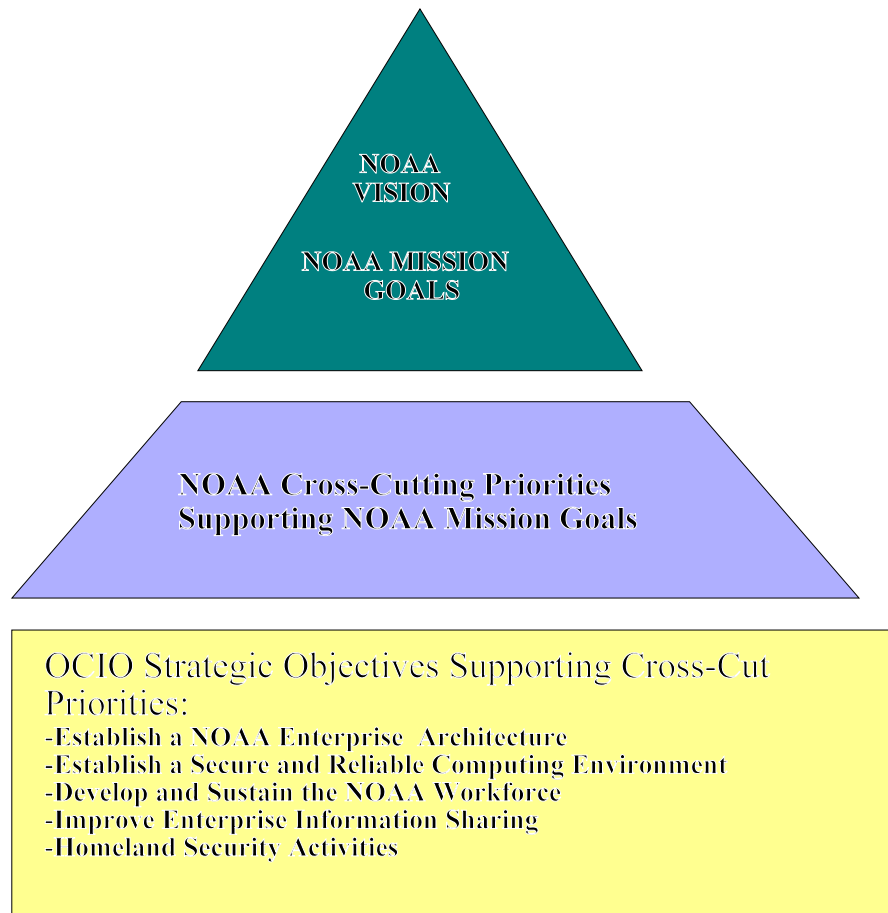 NOAA
VISION
NOAA MISSION
GOALS
NOAA Cross-Cutting Priorities
Supporting NOAA Mission Goals
OCIO Strategic Objectives Supporting Cross-Cut
Priorities:
-Establish a NOAA Enterprise Architecture
-Establish a Secure and Reliable Computing Environment
-Develop and Sustain the NOAA Workforce
-Improve Enterprise Information Sharing
-Homeland Security Activities